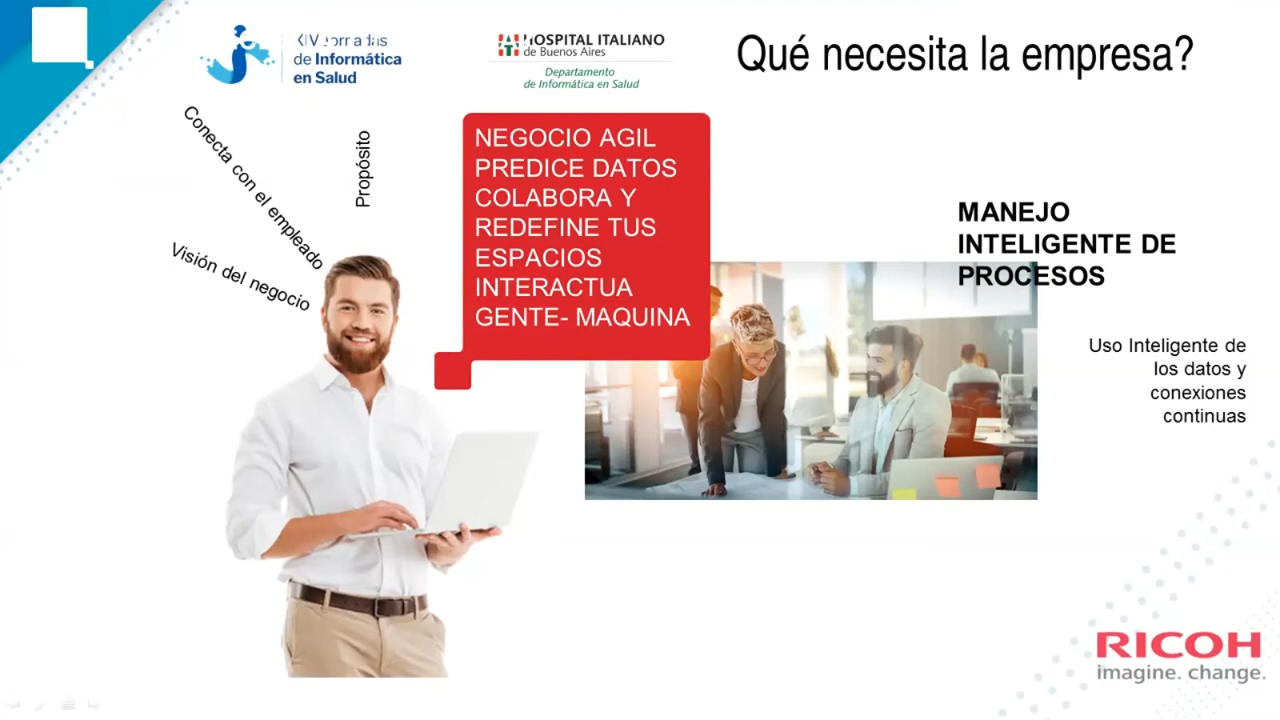 XIV Jornadas
de Informática
en Salud
HOSPITAL ITALIANO
de Buenos Aires
Departamento
de Informática en Salud
Qué necesita la empresa?
Conecta con el empleado
Propósito
Visión del negocio
NEGOCIO AGIL
PREDICE DATOS
COLABORA Y
REDEFINE TUS
ESPACIOS
INTERACTUA
GENTE- MAQUINA
MANEJO
INTELIGENTE DE
PROCESOS
Uso Inteligente de
los datos y
conexiones
continuas
RICOH
imagine. change.